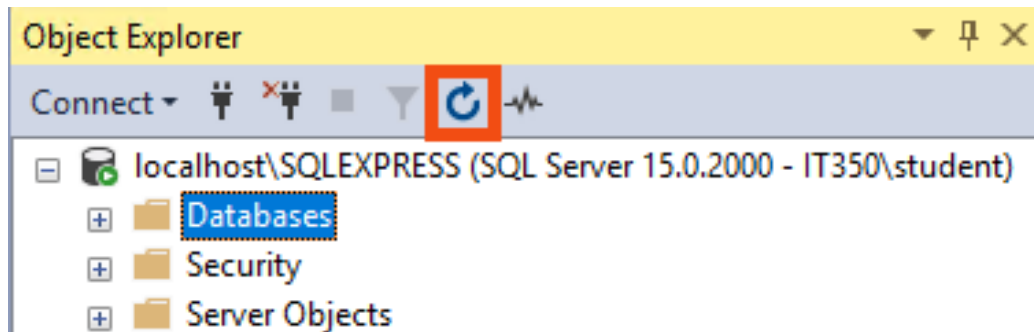 Object Explorer
Connect
localhost\SQLEXPRESS (SQL Server 15.0.2000 - IT350\student)
Databases
Security
Server Objects